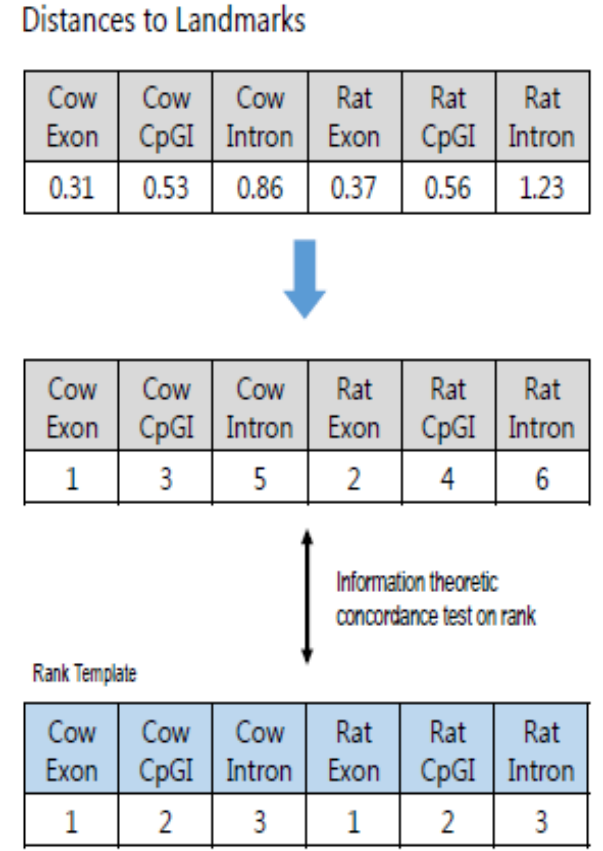 Distances to Landmarks
Cow Cow Cow Rat Rat Rat
Exon CpGI Intron Exon CpGI Intron
0.31 0.53 0.86 0.37 0.56 1.23
Cow Cow Cow Rat Rat Rat
Exon CpGI Intron Exon CpGI Intron
1 3 5 2 4 6
Information theoretic
concordance test on rank
Rank Template
Cow Cow Cow Rat Rat Rat
Exon CpGI Intron Exon CpGI Intron
1 2 3 1 2 3